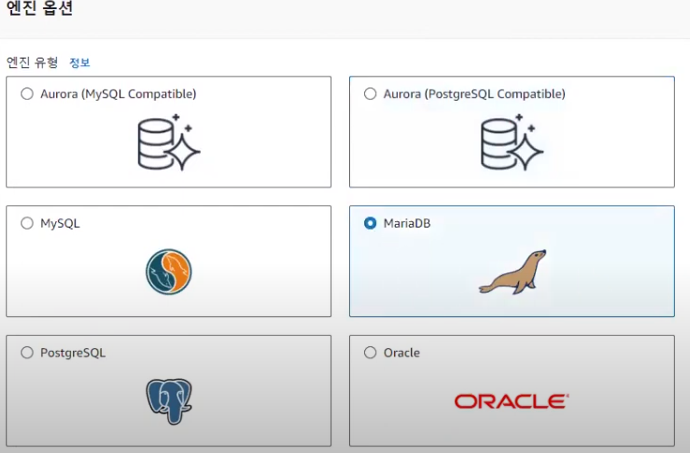 엔진 옵션
엔진 유형 정보
Aurora (MySQL Compatible)
Aurora (PostgreSQL Compatible)
MySQL
MariaDB
PostgreSQL
Oracle
ORACLE